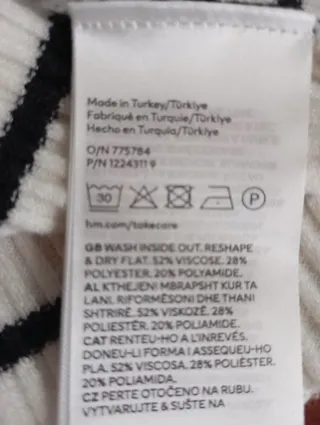 Made in Turkey/Türkiye
Fabriqué en Turquie/Türkiye
Hecho en Turquía/Türkiye
O/N 775784
P/N 1224311 9
30
P
hm.com/takecare
GB WASH INSIDE OUT. RESHAPE
& DRY FLAT. 52% VISCOSE. 28%
POLYESTER. 20% POLYAMIDE.
AL KTHEJENI MBRAPSHT KUR TA
LANI. RIFORMËSONI DHE THANI
SHTRIRË. 52% VISKOZË. 28%
POLIESTËR. 20% POLIAMIDE.
CAT RENTEU-HO A L'INREVÉS.
DONEU-LI FORMA I ASSEQUEU-HO
PLA. 52% VISCOSA. 28% POLIÈSTER.
20% POLIAMIDA.
CZ PERTE OTOČENO NA RUBU.
VYTVARUJTE & SUŠTE NA